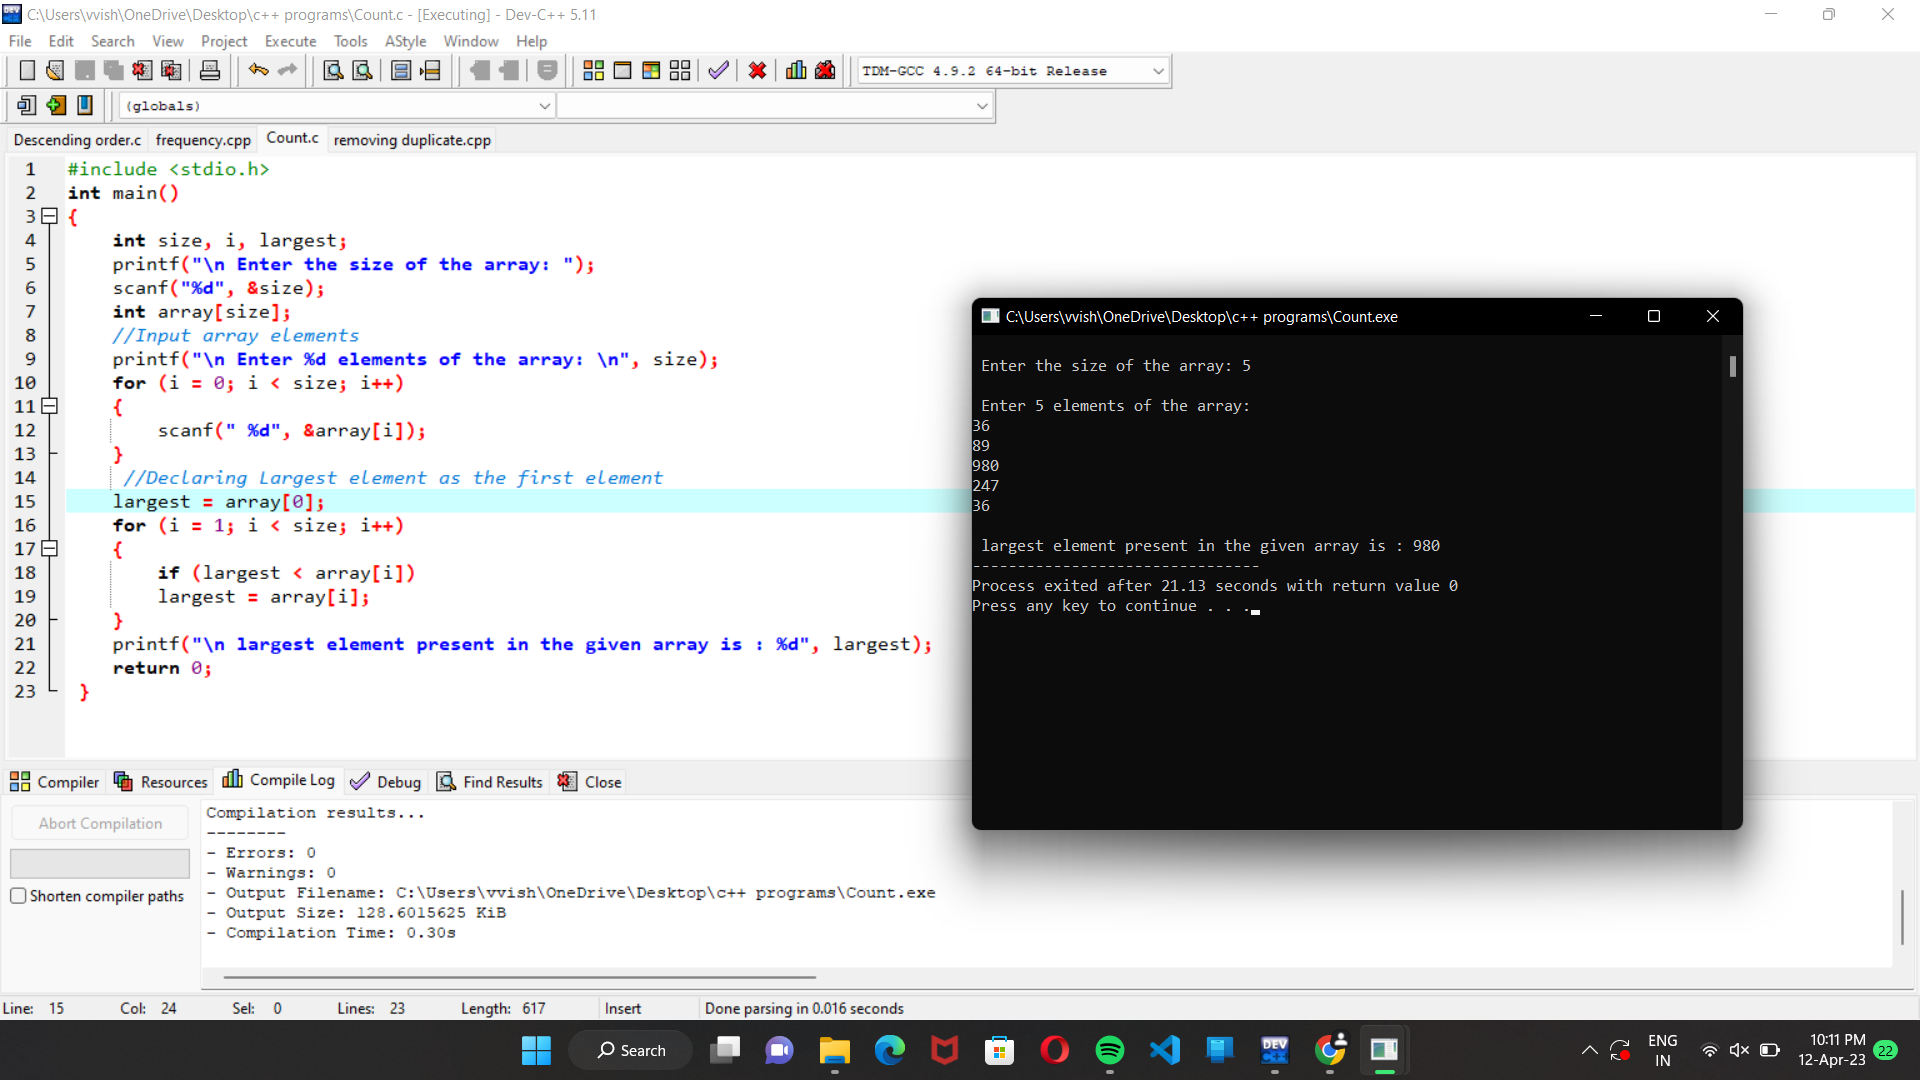 C:\Users\vvish\OneDrive\Desktop\c++ programs\Count.c - [Executing] - Dev-C++ 5.11
File Edit Search View Project Execute Tools AStyle Window Help
TDM-GCC 4.9.2 64-bit Release
(globals)
Descending order.c frequency.cpp Count.c removing duplicate.cpp
1 #include <stdio.h>
2 int main()
3 {
4 int size, i, largest;
5 printf("\n Enter the size of the array: ");
6 scanf("%d", &size);
7 int array[size];
8 //Input array elements
9 printf("\n Enter %d elements of the array: \n", size);
10 for (i = 0; i < size; i++)
11 {
12 scanf(" %d", &array[i]);
13 }
14 //Declaring Largest element as the first element
15 largest = array[0];
16 for (i = 1; i < size; i++)
17 {
18 if (largest < array[i])
19 largest = array[i];
20 }
21 printf("\n largest element present in the given array is : %d", largest);
22 return 0;
23 }
C:\Users\vvish\OneDrive\Desktop\c++ programs\Count.exe
Enter the size of the array: 5
Enter 5 elements of the array:
36
89
980
247
36
largest element present in the given array is : 980
--------------------------------
Process exited after 21.13 seconds with return value 0
Press any key to continue . . .
Compiler Resources Compile Log Debug Find Results Close
Abort Compilation
Shorten compiler paths
Compilation results...
--------
- Errors: 0
- Warnings: 0
- Output Filename: C:\Users\vvish\OneDrive\Desktop\c++ programs\Count.exe
- Output Size: 128.6015625 KiB
- Compilation Time: 0.30s
Line: 15 Col: 24 Sel: 0 Lines: 23 Length: 617 Insert Done parsing in 0.016 seconds
Search
DEV C++
ENG
IN
10:11 PM
12-Apr-23
22